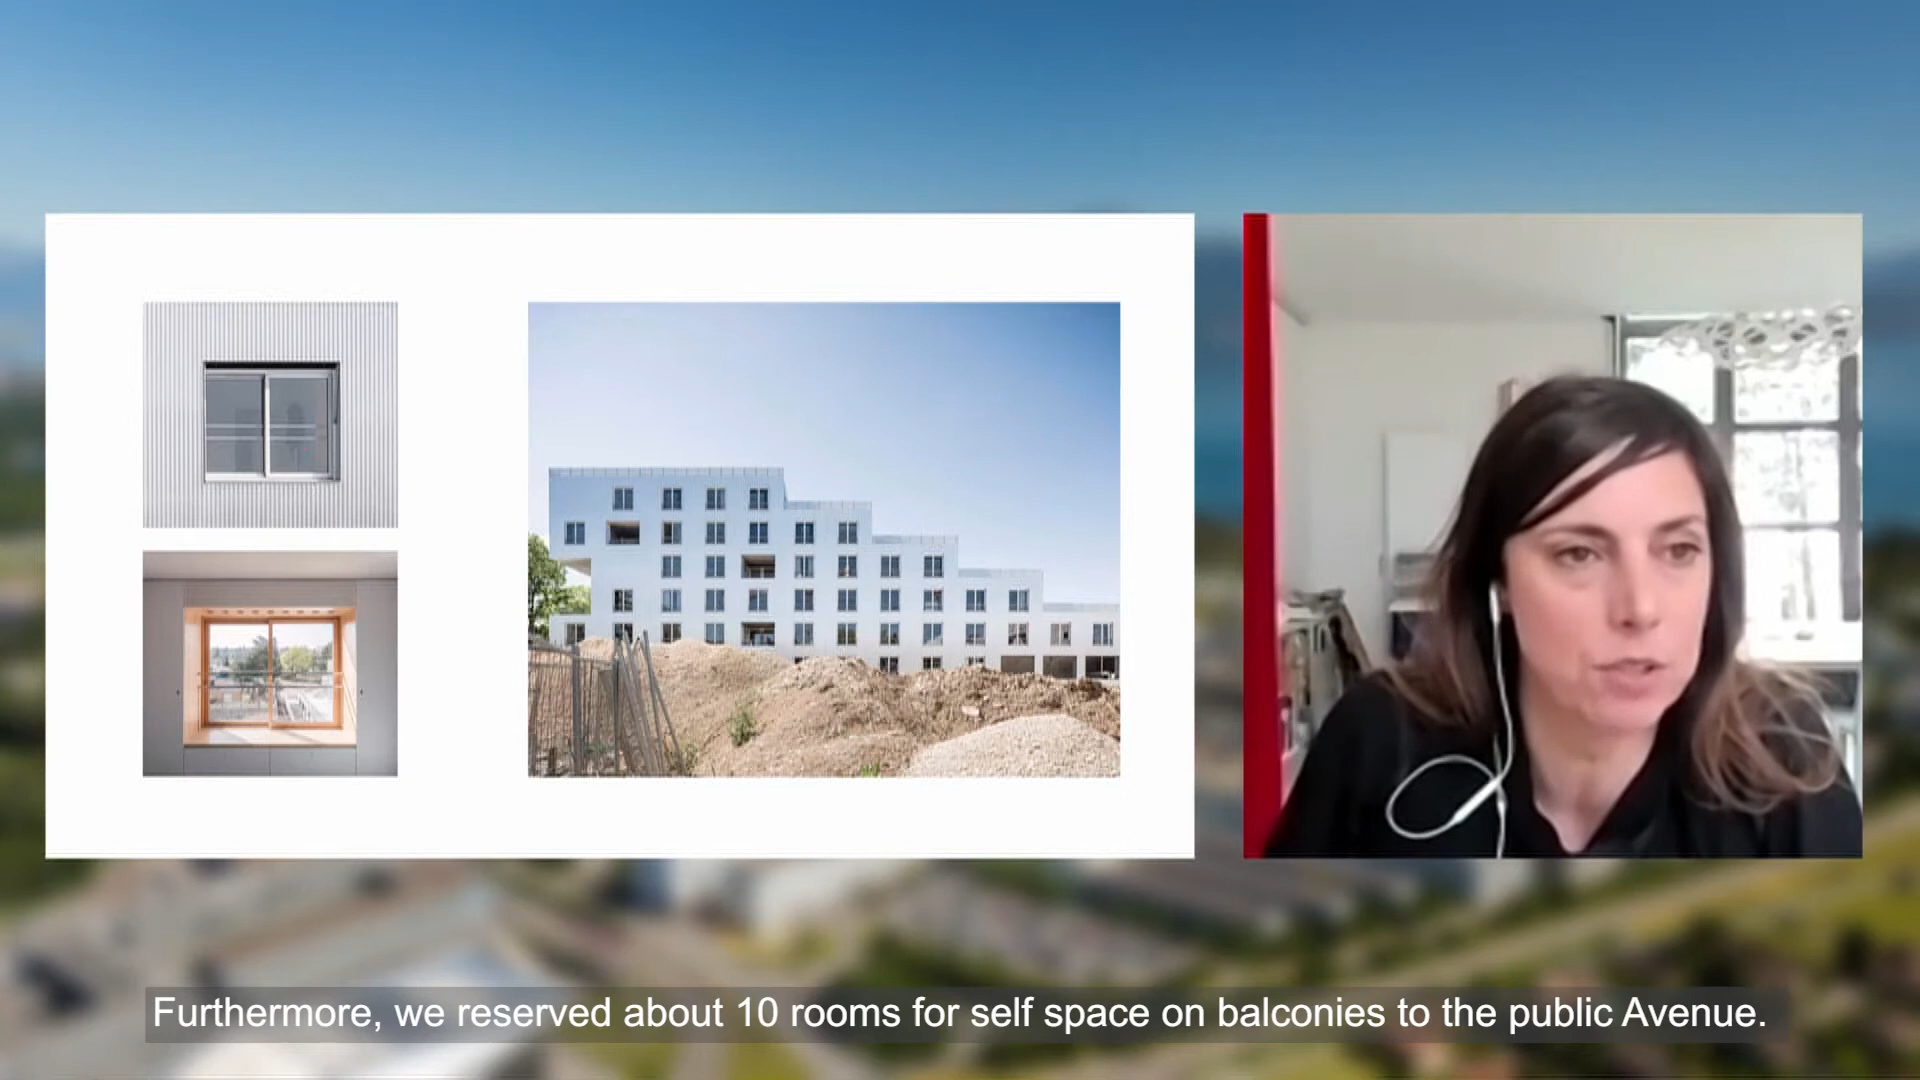 Furthermore, we reserved about 10 rooms for self space on balconies to the public Avenue.